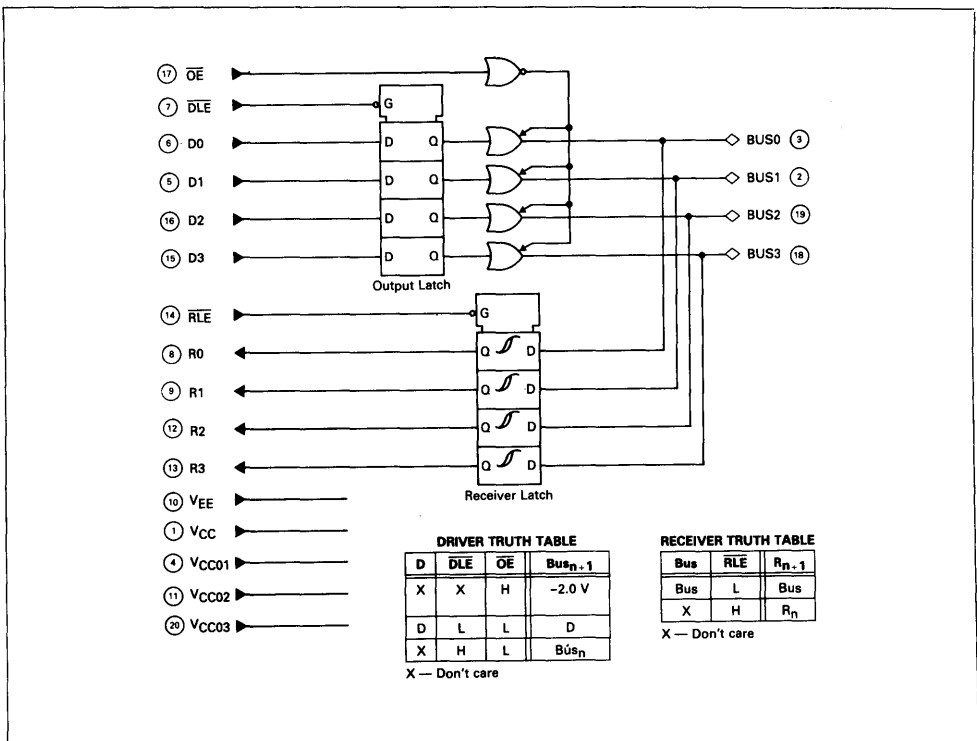 17 OE
7 DLE G
6 D0 D Q BUS0 3
5 D1 D Q BUS1 2
16 D2 D Q BUS2 19
15 D3 D Q BUS3 18
Output Latch
14 RLE G
8 R0 Q D
9 R1 Q D
12 R2 Q D
13 R3 Q D
Receiver Latch
10 VEE
1 VCC
4 VCC01
11 VCC02
20 VCC03
DRIVER TRUTH TABLE
D DLE OE Busn+1
X X H –2.0 V
D L L D
X H L Búsn
X — Don't care
RECEIVER TRUTH TABLE
Bus RLE Rn+1
Bus L Bus
X H Rn
X — Don't care